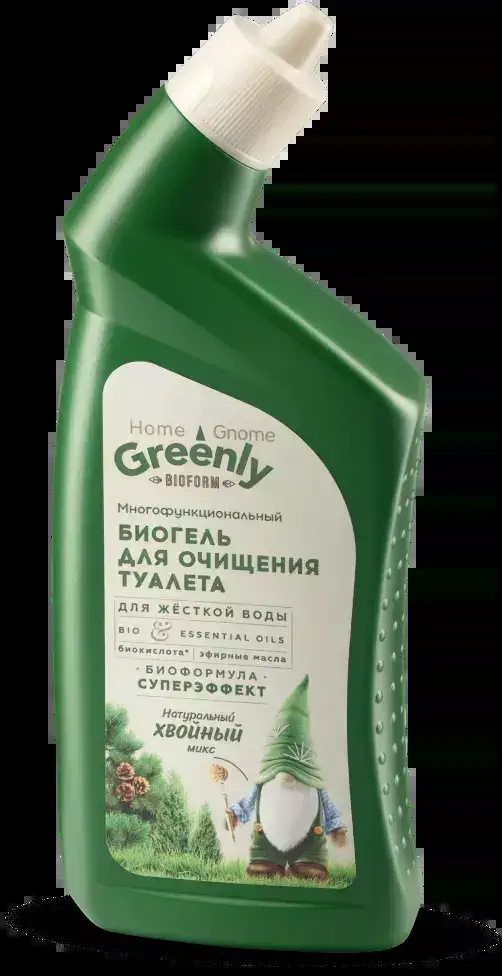 Home Gnome
Greenly
BIOFORM
Многофункциональный
БИОГЕЛЬ
ДЛЯ ОЧИЩЕНИЯ
ТУАЛЕТА
ДЛЯ ЖЁСТКОЙ ВОДЫ
BIO & ESSENTIAL OILS
биокислота* | эфирные масла
· БИОФОРМУЛА ·
СУПЕРЭФФЕКТ
Натуральный
ХВОЙНЫЙ
микс